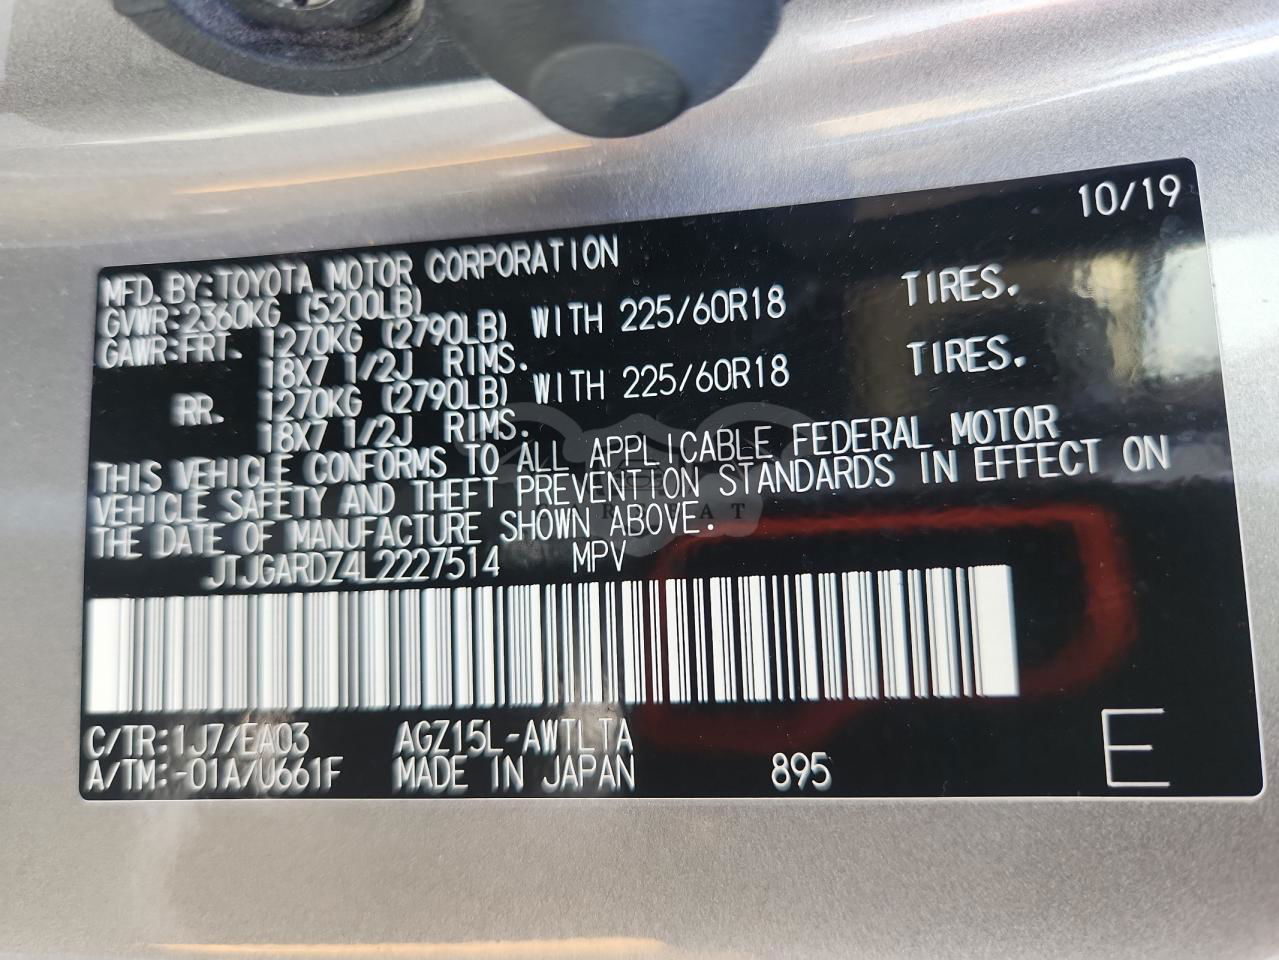 10/19
MFD. BY: TOYOTA MOTOR CORPORATION
GVWR: 2360KG (5200LB)
GAWR: FRT. 1270KG (2790LB) WITH 225/60R18 TIRES.
18X7 1/2J RIMS.
RR. 1270KG (2790LB) WITH 225/60R18 TIRES.
18X7 1/2J RIMS.
THIS VEHICLE CONFORMS TO ALL APPLICABLE FEDERAL MOTOR
VEHICLE SAFETY AND THEFT PREVENTION STANDARDS IN EFFECT ON
THE DATE OF MANUFACTURE SHOWN ABOVE.
JTJGARDZ4L2227514 MPV
C/TR: 1J7/EA03 AGZ15L-AWTLTA
A/TM: -01A/U661F MADE IN JAPAN 895 E